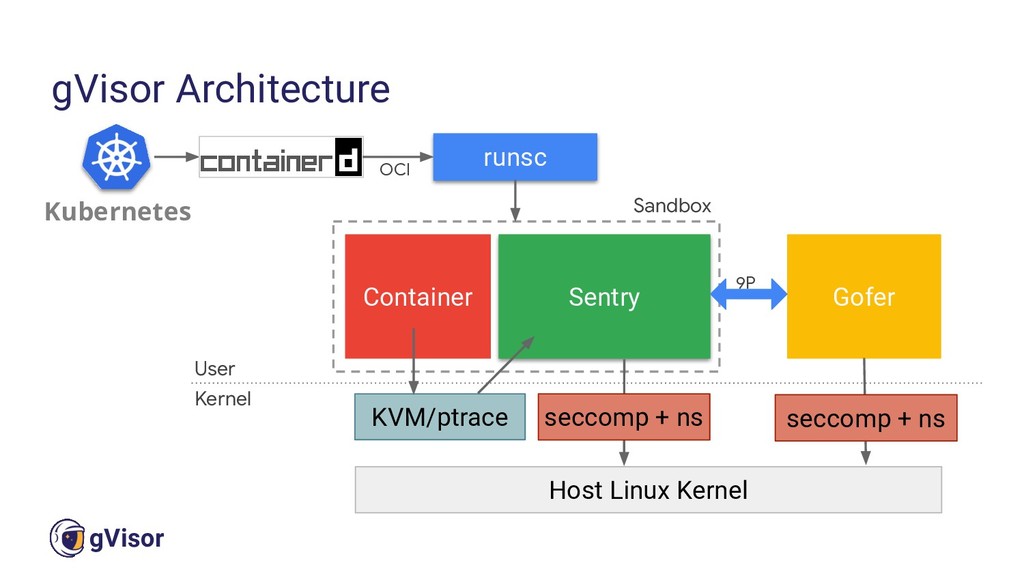 gVisor Architecture
containerd
OCI
runsc
Kubernetes
Sandbox
Container
Sentry
9P
Gofer
User
Kernel
KVM/ptrace
seccomp + ns
seccomp + ns
Host Linux Kernel
gVisor